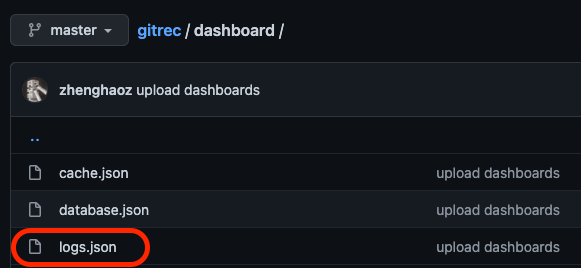 master gitrec / dashboard /
zhenghaoz upload dashboards
..
cache.json upload dashboards
database.json upload dashboards
logs.json upload dashboards